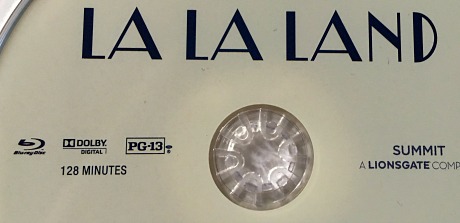 LA LA LAND
Blu-ray Disc
DOLBY
DIGITAL
PG-13
128 MINUTES
SUMMIT
A LIONSGATE COMP